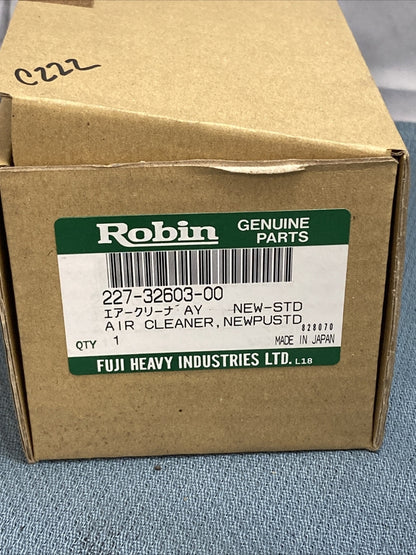 C222
Robin GENUINE PARTS
227-32603-00
エアークリーナ AY NEW-STD
AIR CLEANER,NEWPUSTD
828070
QTY 1 MADE IN JAPAN
FUJI HEAVY INDUSTRIES LTD. L18